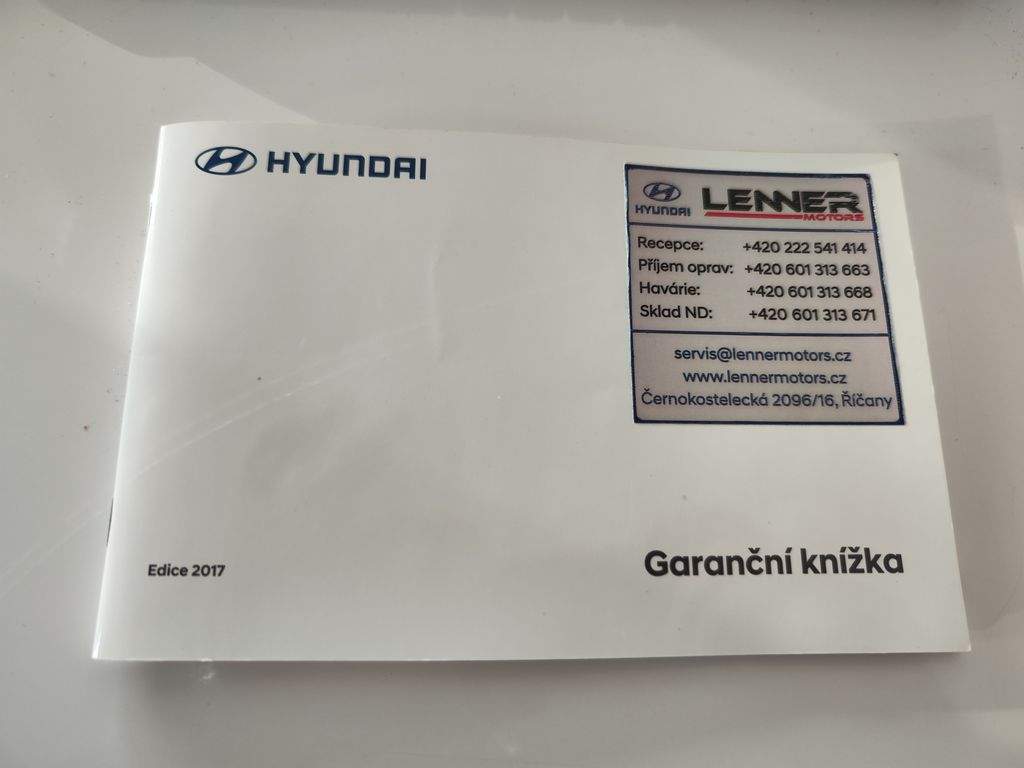 HYUNDAI
HYUNDAI LENNER MOTORS
Recepce: +420 222 541 414
Příjem oprav: +420 601 313 663
Havárie: +420 601 313 668
Sklad ND: +420 601 313 671
servis@lennermotors.cz
www.lennermotors.cz
Černokostelecká 2096/16, Říčany
Garanční knížka
Edice 2017